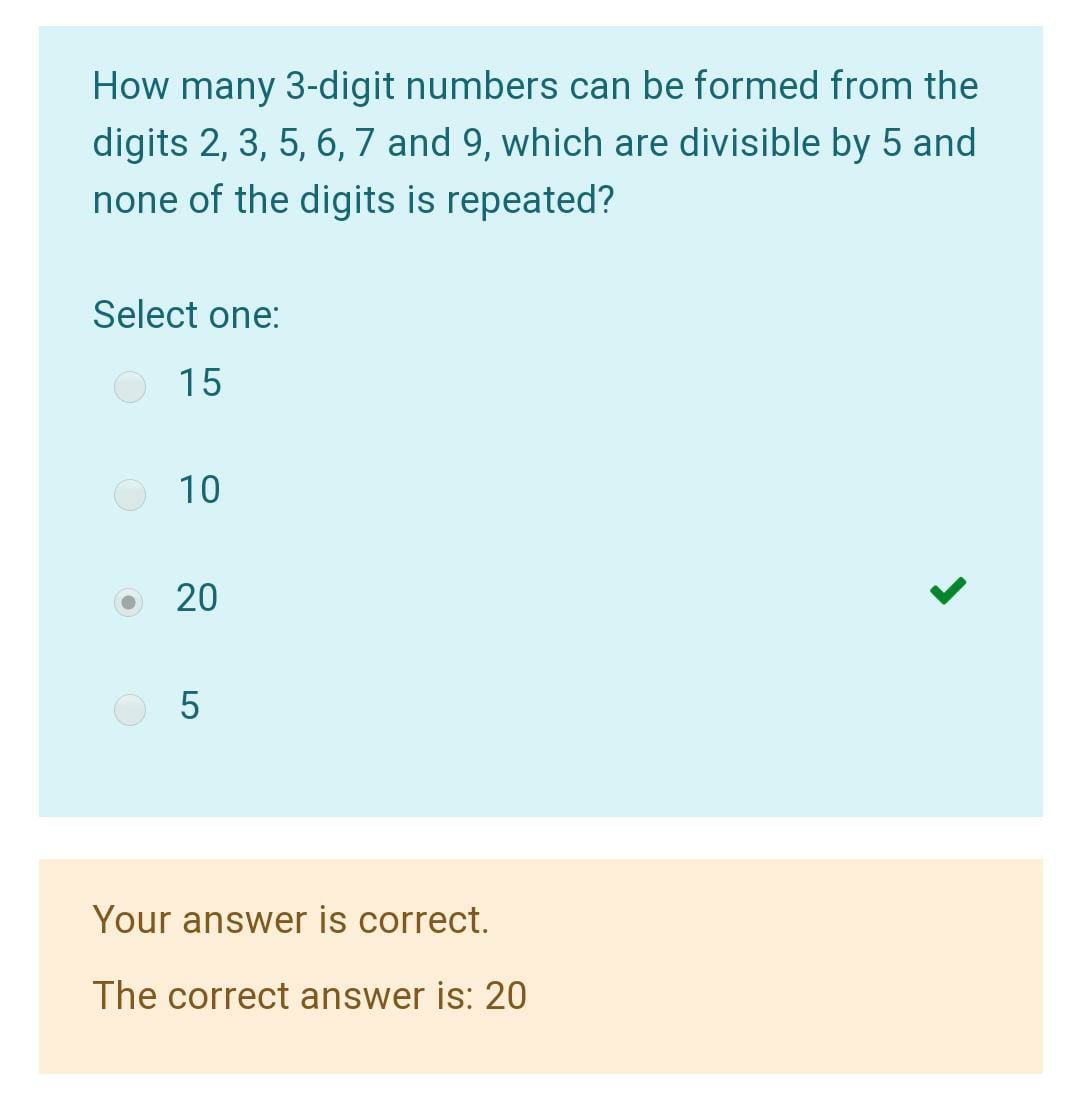 How many 3-digit numbers can be formed from the
digits 2, 3, 5, 6, 7 and 9, which are divisible by 5 and
none of the digits is repeated?
Select one:
15
10
20
5
Your answer is correct.
The correct answer is: 20